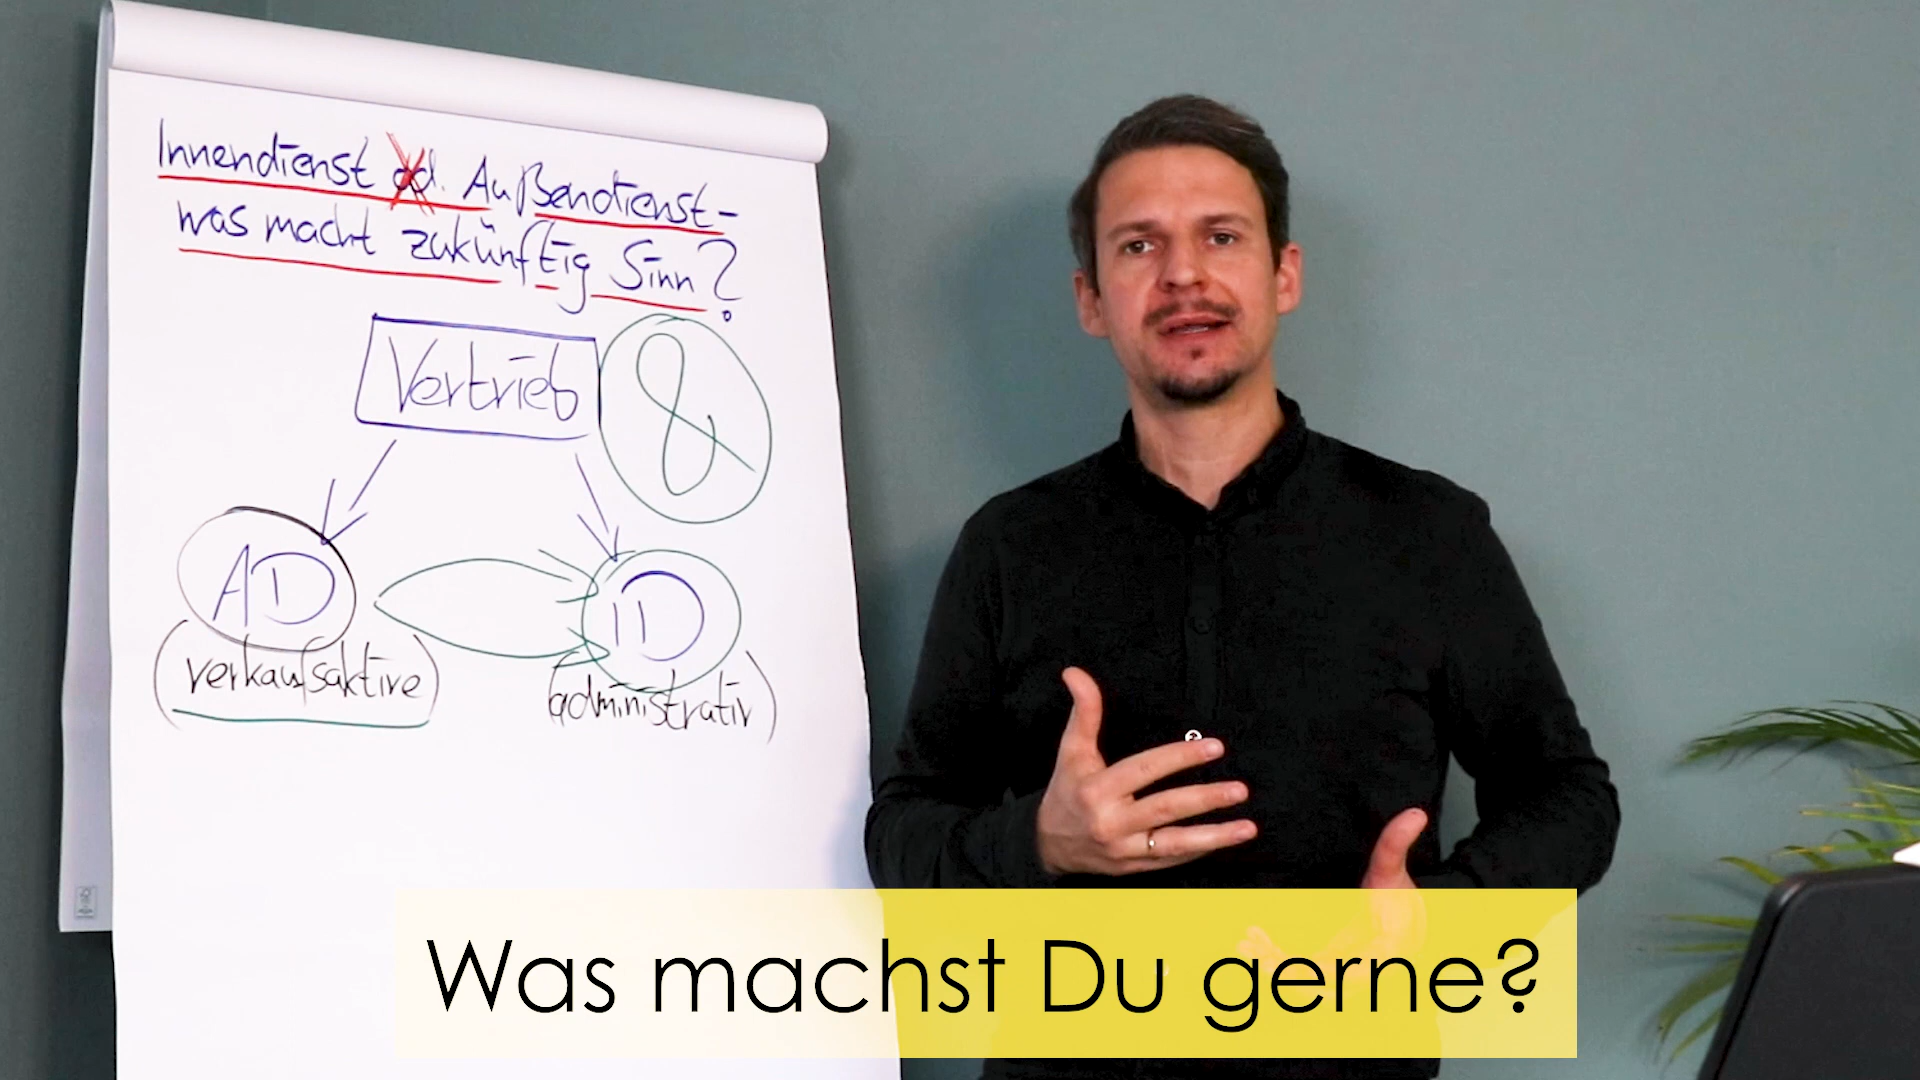 Innendienst od. Außendienst -
was macht zukünftig Sinn?
Vertrieb
&
AD
ID
(verkaufsaktive)
(administrativ)
Was machst Du gerne?